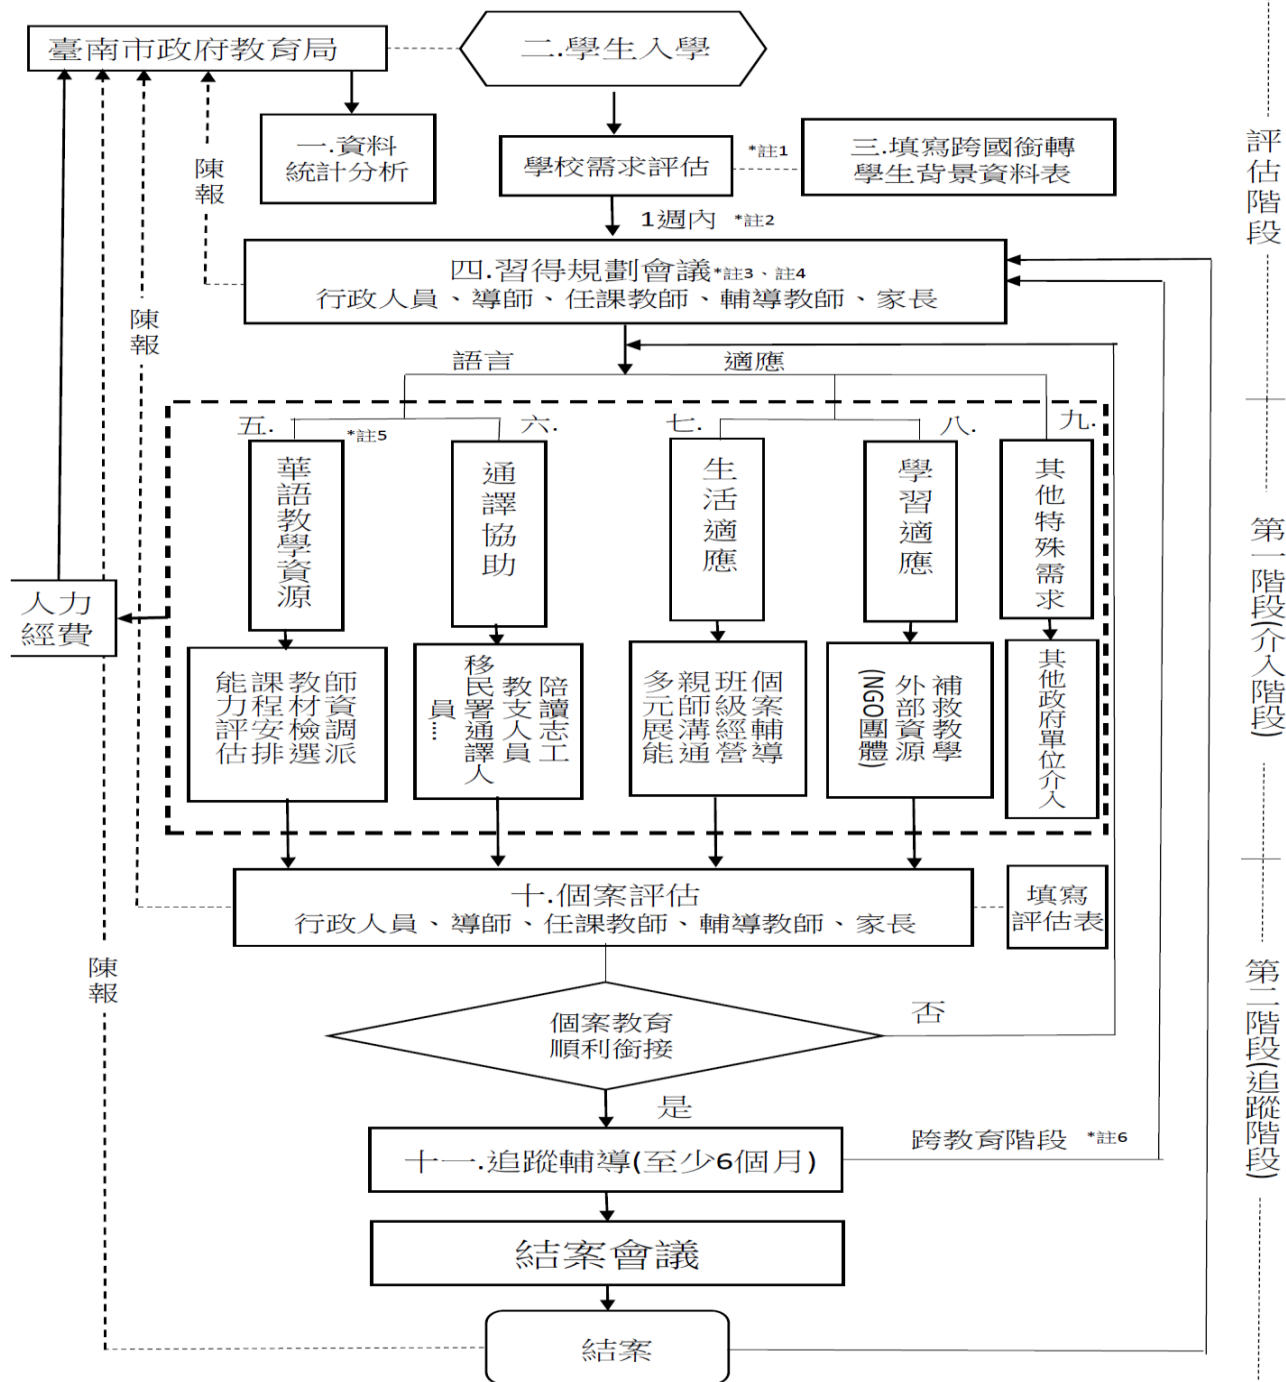 臺南市政府教育局
二.學生入學
一.資料
統計分析
學校需求評估
*註1
三.填寫跨國銜轉
學生背景資料表
陳報
1週內 *註2
四.習得規劃會議*註3、註4
行政人員、導師、任課教師、輔導教師、家長
陳報
語言
適應
五.
*註5
六.
七.
八.
九.
華語教學資源
通譯協助
生活適應
學習適應
其他特殊需求
人力
經費
師資調派
教材檢選
課程安排
能力評估
陪讀志工
教支人員
移民署通譯人
員....
個案輔導
班級經營
親師溝通
多元展能
補救教學
外部資源
(NGO團體)
其他政府單位介入
十.個案評估
行政人員、導師、任課教師、輔導教師、家長
填寫
評估表
陳報
個案教育
順利銜接
否
是
十一.追蹤輔導(至少6個月)
跨教育階段 *註6
結案會議
結案
評估階段
第一階段(介入階段)
第二階段(追蹤階段)